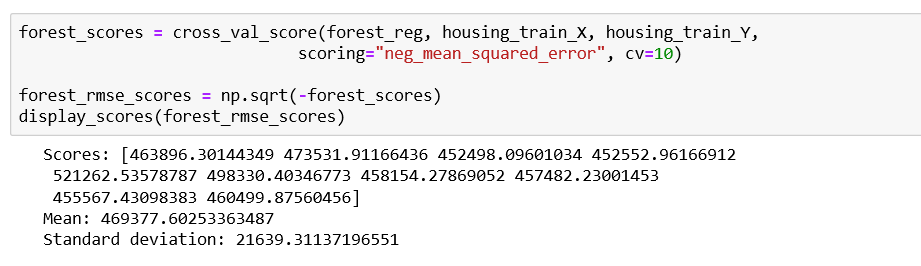 forest_scores = cross_val_score(forest_reg, housing_train_X, housing_train_Y,
scoring="neg_mean_squared_error", cv=10)
forest_rmse_scores = np.sqrt(-forest_scores)
display_scores(forest_rmse_scores)
Scores: [463896.30144349 473531.91166436 452498.09601034 452552.96166912
521262.53578787 498330.40346773 458154.27869052 457482.23001453
455567.43098383 460499.87560456]
Mean: 469377.60253363487
Standard deviation: 21639.31137196551